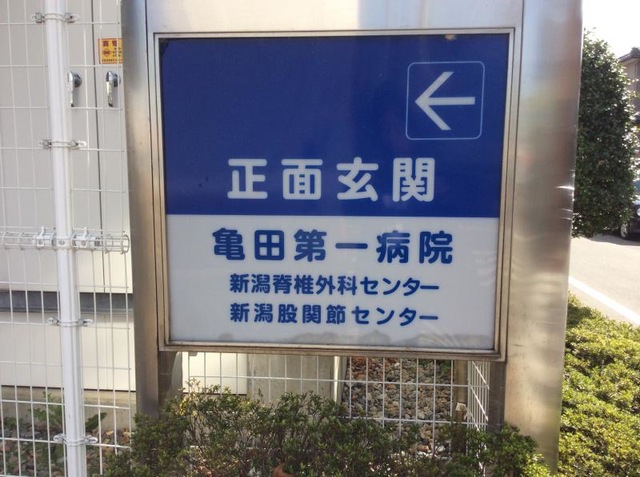 正面玄関
亀田第一病院
新潟脊椎外科センター
新潟股関節センター